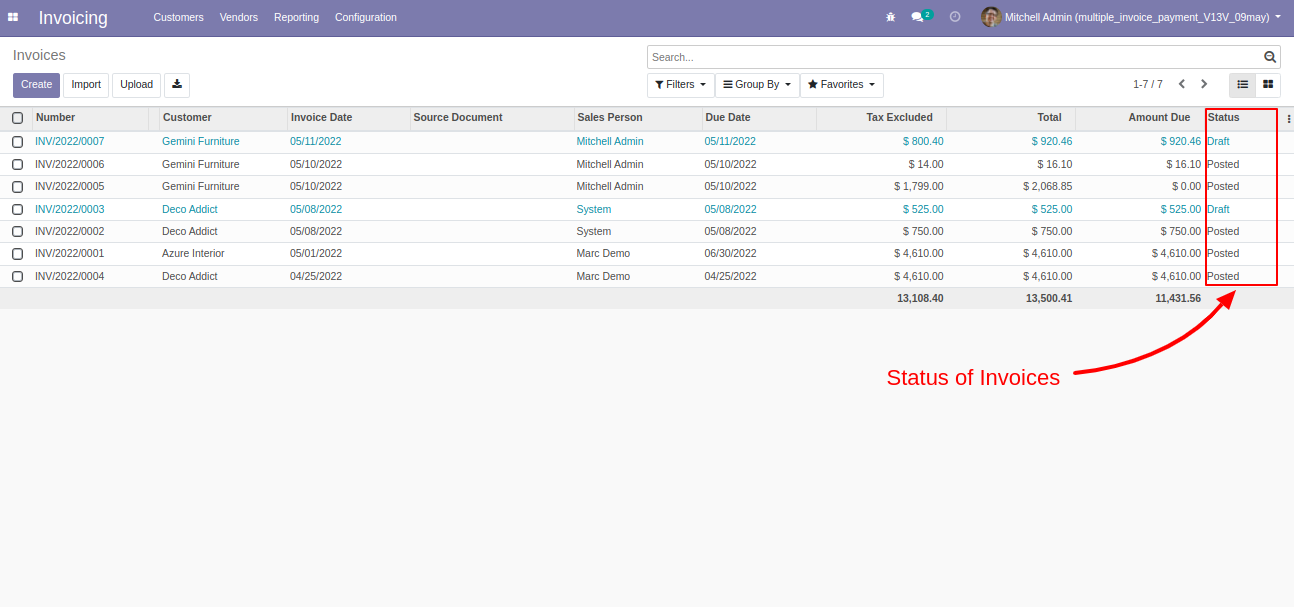 Invoicing Customers Vendors Reporting Configuration 2 Mitchell Admin (multiple_invoice_payment_V13V_09may)
Invoices
Search...
Create Import Upload Filters Group By Favorites 1-7 / 7
Number Customer Invoice Date Source Document Sales Person Due Date Tax Excluded Total Amount Due Status
INV/2022/0007 Gemini Furniture 05/11/2022 Mitchell Admin 05/11/2022 $ 800.40 $ 920.46 $ 920.46 Draft
INV/2022/0006 Gemini Furniture 05/10/2022 Mitchell Admin 05/10/2022 $ 14.00 $ 16.10 $ 16.10 Posted
INV/2022/0005 Gemini Furniture 05/10/2022 Mitchell Admin 05/10/2022 $ 1,799.00 $ 2,068.85 $ 0.00 Posted
INV/2022/0003 Deco Addict 05/08/2022 System 05/08/2022 $ 525.00 $ 525.00 $ 525.00 Draft
INV/2022/0002 Deco Addict 05/08/2022 System 05/08/2022 $ 750.00 $ 750.00 $ 750.00 Posted
INV/2022/0001 Azure Interior 05/01/2022 Marc Demo 06/30/2022 $ 4,610.00 $ 4,610.00 $ 4,610.00 Posted
INV/2022/0004 Deco Addict 04/25/2022 Marc Demo 04/25/2022 $ 4,610.00 $ 4,610.00 $ 4,610.00 Posted
13,108.40 13,500.41 11,431.56
Status of Invoices